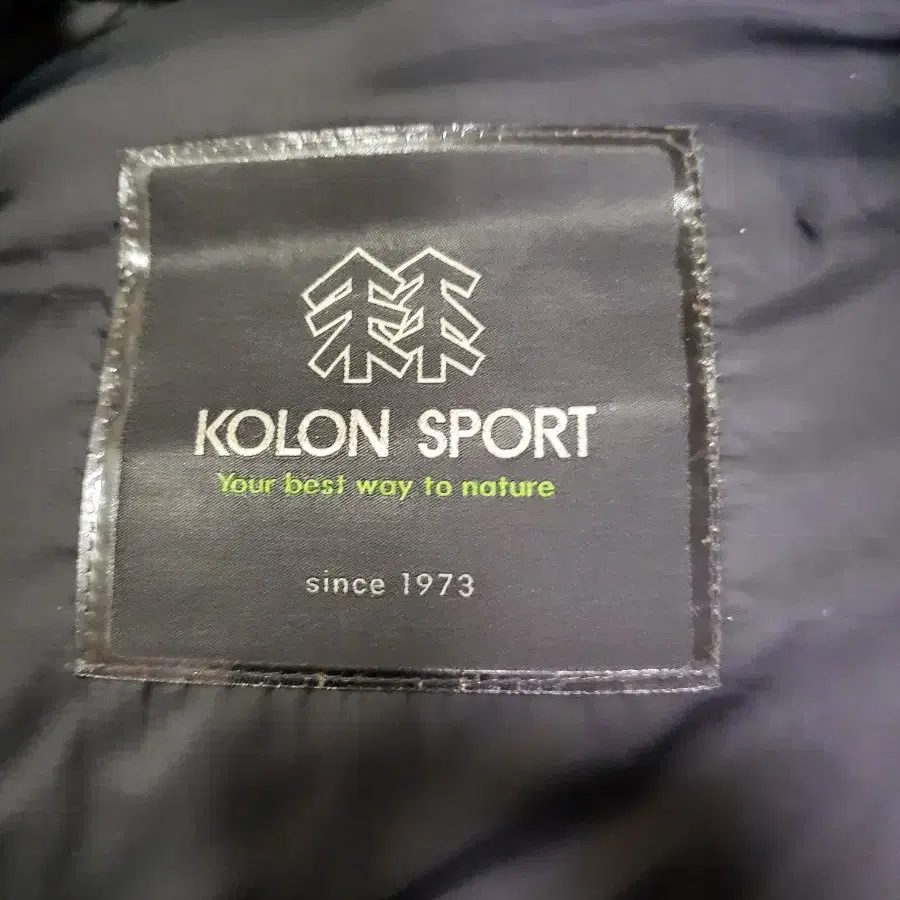 KOLON SPORT
Your best way to nature
since 1973